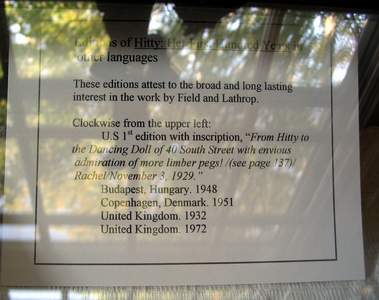 Editions of Hitty: Her First Hundred Years in
other languages
These editions attest to the broad and long lasting
interest in the work by Field and Lathrop.
Clockwise from the upper left:
U.S 1st edition with inscription, “From Hitty to
the Dancing Doll of 40 South Street with envious
admiration of more limber pegs! /(see page 137)/
Rachel/November 3, 1929.”
Budapest, Hungary. 1948
Copenhagen, Denmark. 1951
United Kingdom. 1932
United Kingdom. 1972